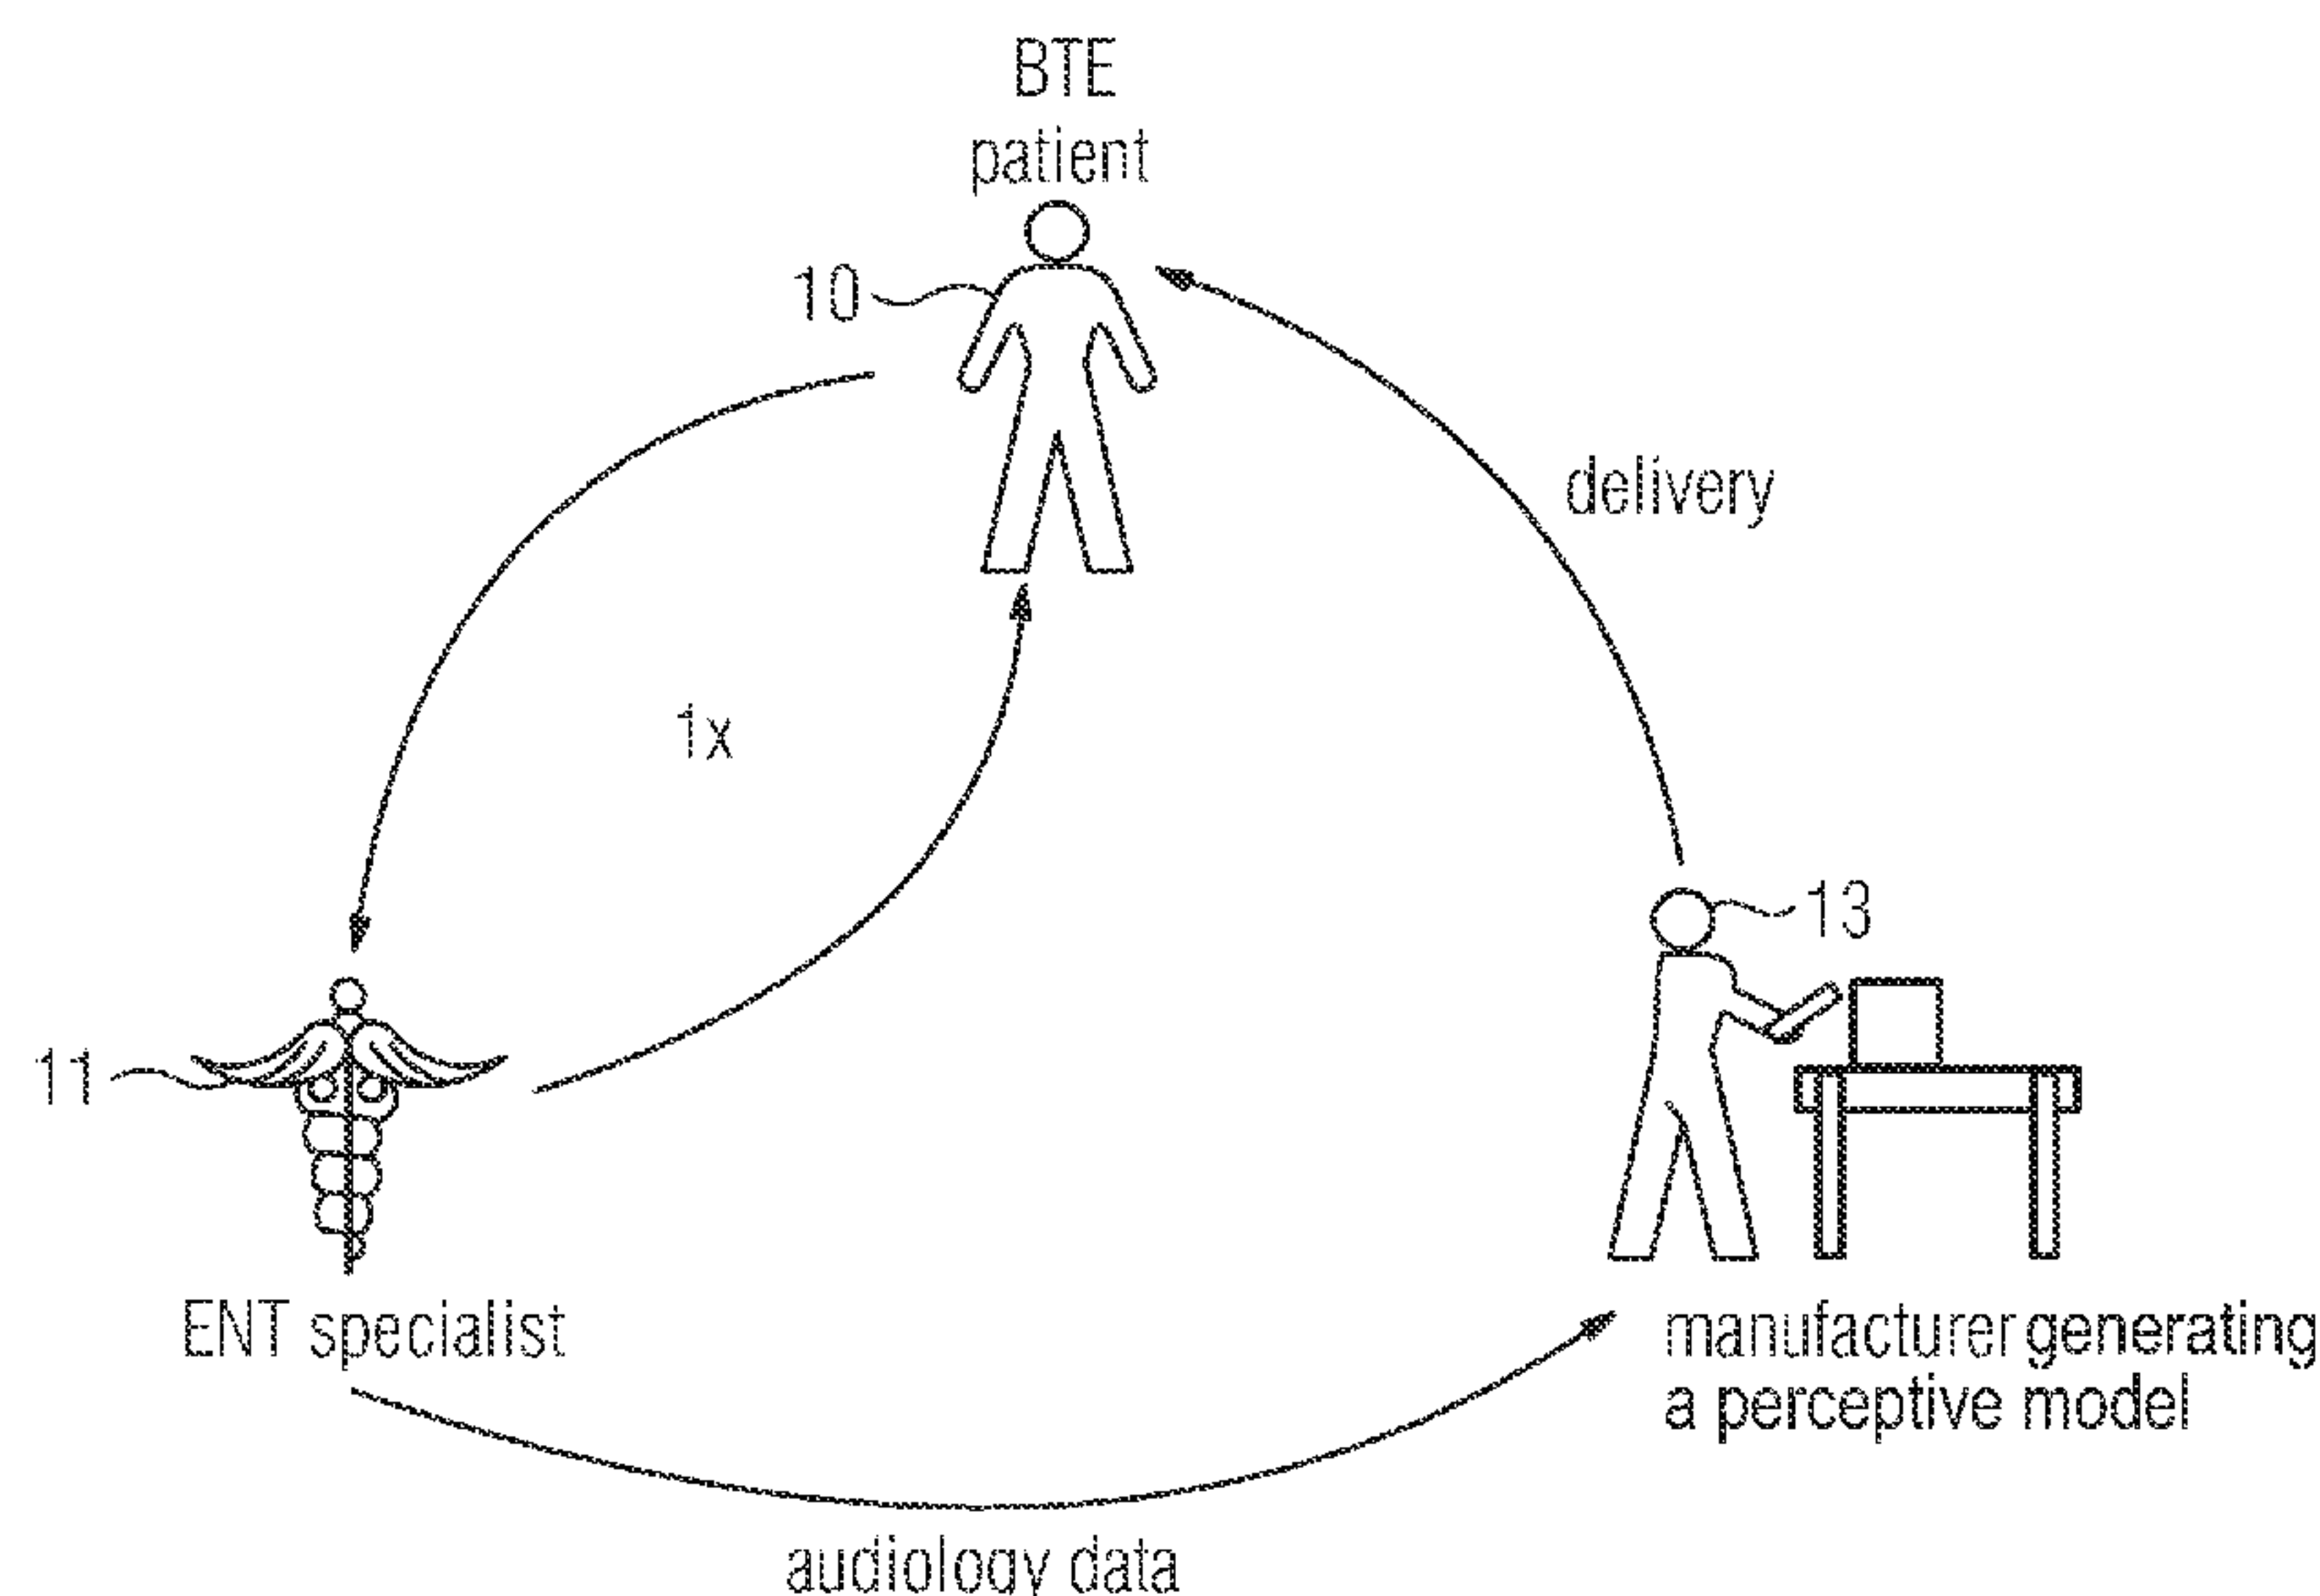 BTE
patient
10
delivery
1x
13
11
ENT specialist
manufacturer generating
a perceptive model
audiology data